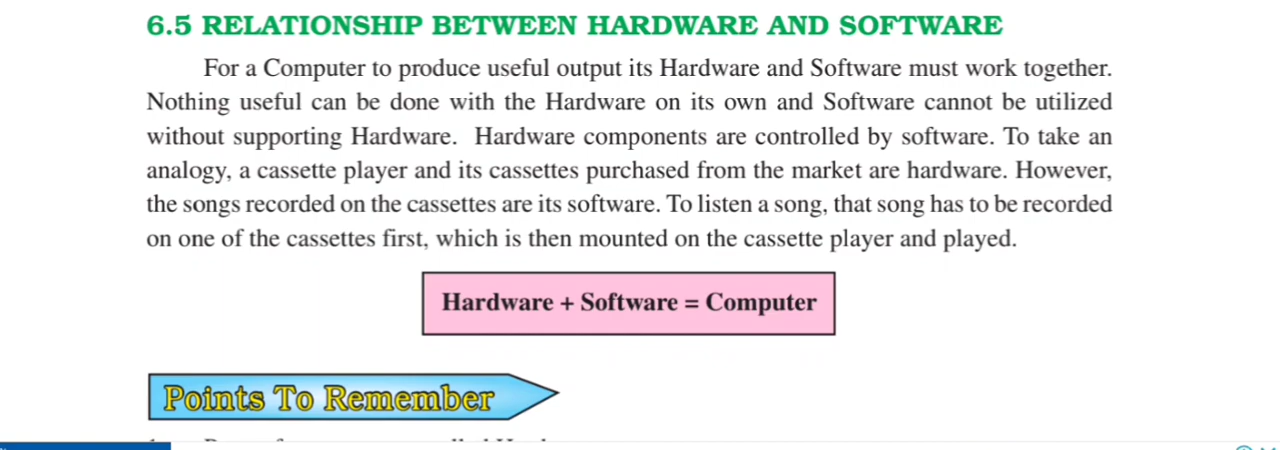 6.5 RELATIONSHIP BETWEEN HARDWARE AND SOFTWARE
For a Computer to produce useful output its Hardware and Software must work together.
Nothing useful can be done with the Hardware on its own and Software cannot be utilized
without supporting Hardware. Hardware components are controlled by software. To take an
analogy, a cassette player and its cassettes purchased from the market are hardware. However,
the songs recorded on the cassettes are its software. To listen a song, that song has to be recorded
on one of the cassettes first, which is then mounted on the cassette player and played.
Hardware + Software = Computer
Points To Remember